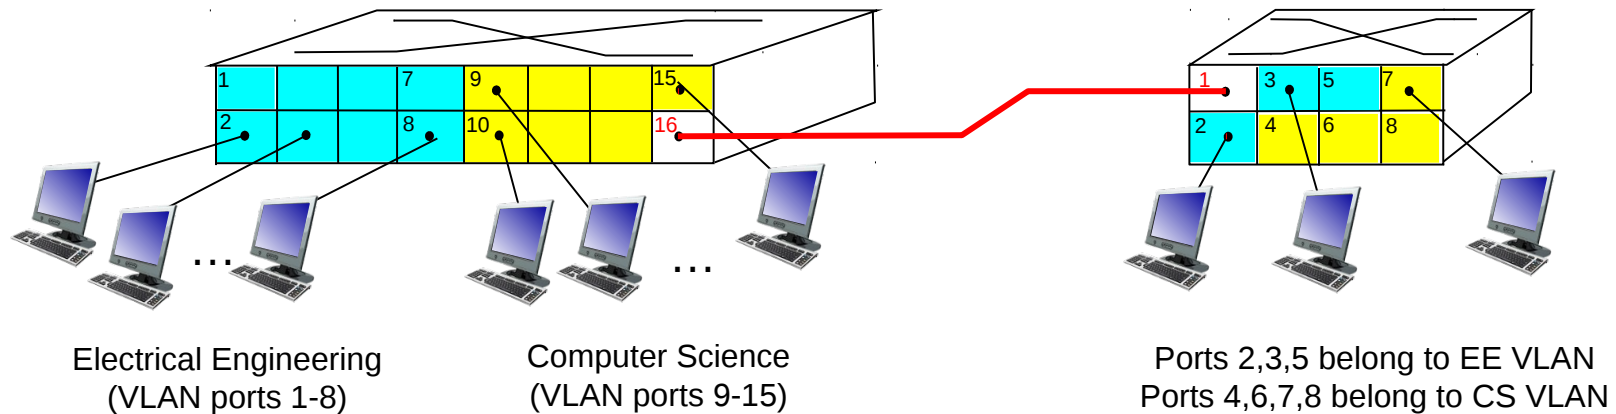 1 7 9 15
2 8 10 16
1 3 5 7
2 4 6 8
... ...
Electrical Engineering
(VLAN ports 1-8)
Computer Science
(VLAN ports 9-15)
Ports 2,3,5 belong to EE VLAN
Ports 4,6,7,8 belong to CS VLAN